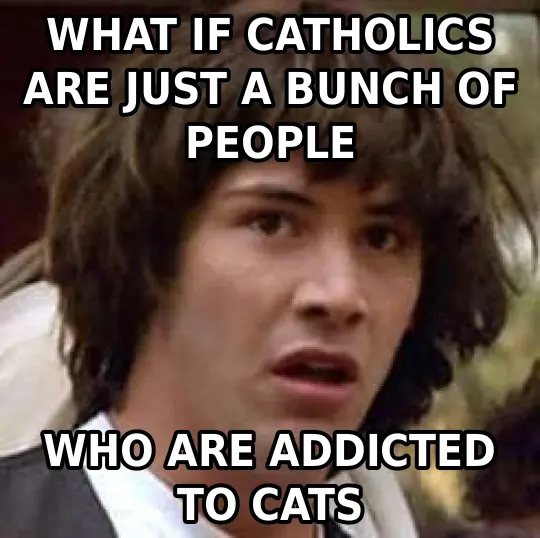 WHAT IF CATHOLICS
ARE JUST A BUNCH OF
PEOPLE
WHO ARE ADDICTED
TO CATS